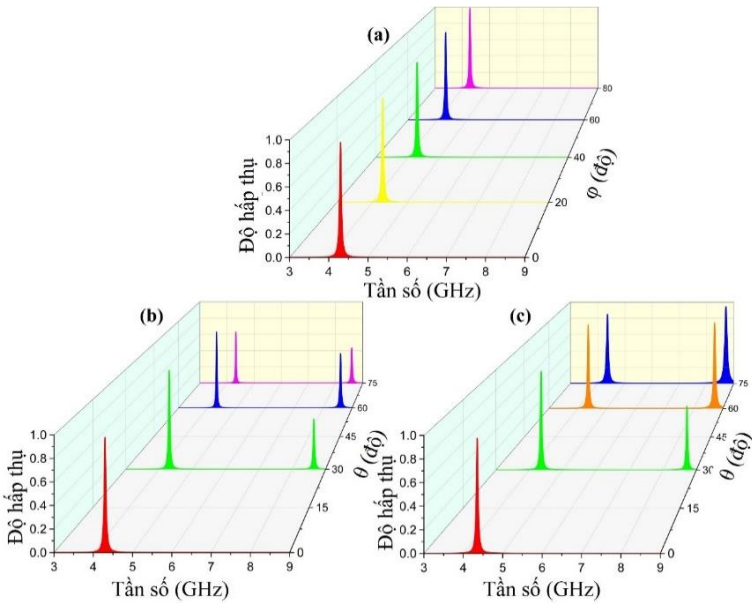 (a)
1.0
0.8
0.6
0.4
0.2
0.0
Độ hấp thụ
3 4 5 6 7 8 9
Tần số (GHz)
0
20
40
60
80
φ (độ)
(b)
1.0
0.8
0.6
0.4
0.2
0.0
Độ hấp thụ
3 4 5 6 7 8 9
Tần số (GHz)
0
15
30
45
60
75
θ (độ)
(c)
1.0
0.8
0.6
0.4
0.2
0.0
Độ hấp thụ
3 4 5 6 7 8 9
Tần số (GHz)
0
15
30
45
60
75
θ (độ)